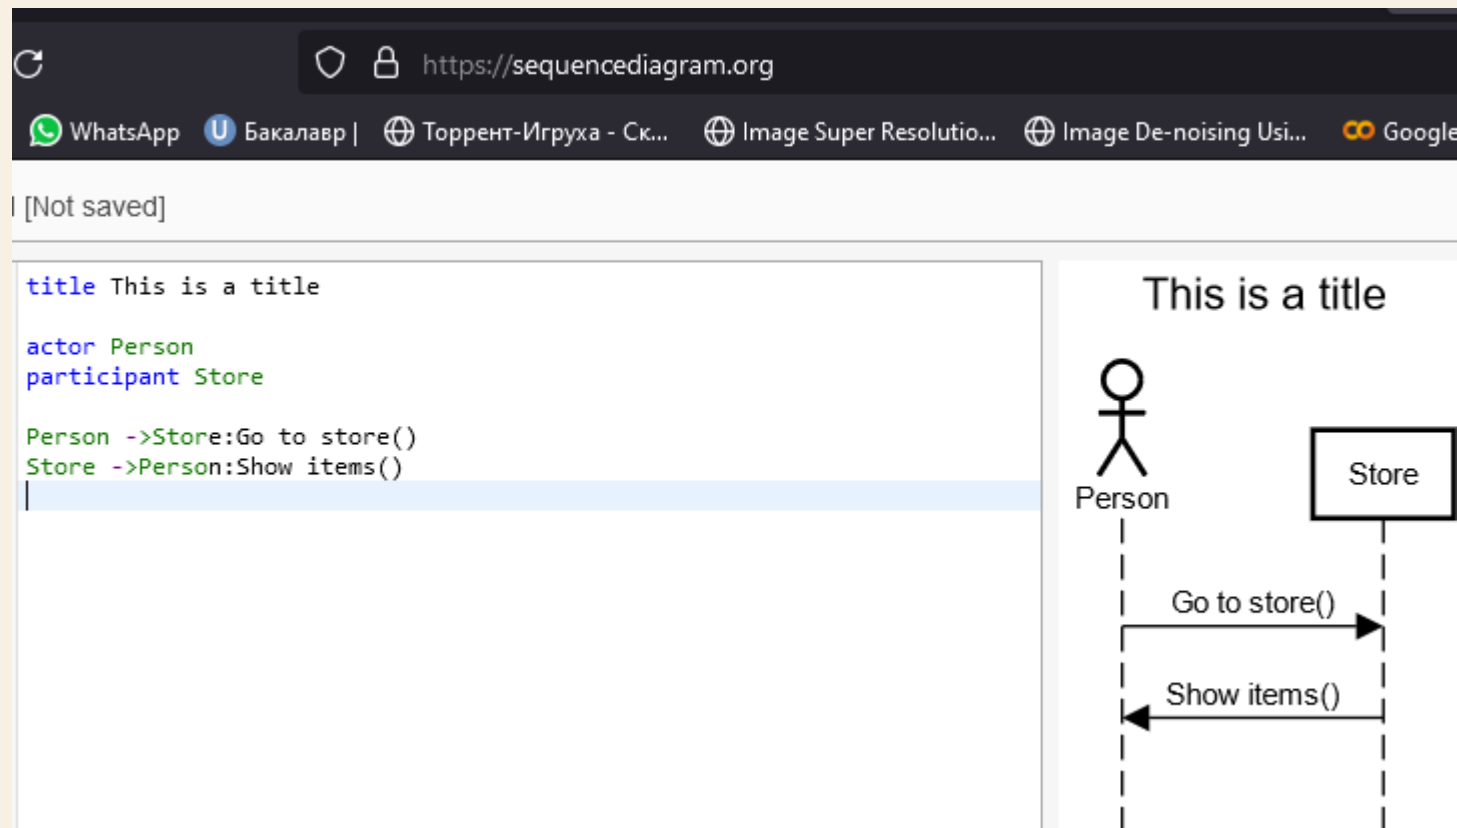 https://sequencediagram.org
WhatsApp U Бакалавр | Торрент-Игруха - Ск... Image Super Resolutio... Image De-noising Usi... Google
[Not saved]
title This is a title
actor Person
participant Store
Person ->Store:Go to store()
Store ->Person:Show items()
This is a title
Person
Store
Go to store()
Show items()